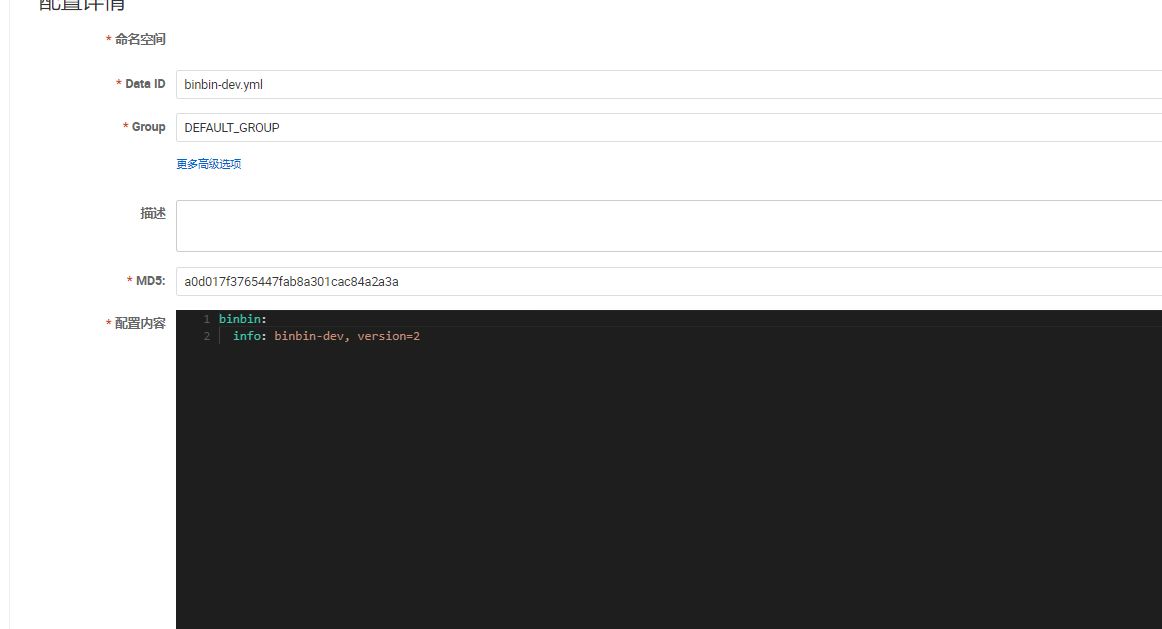 配置详情
* 命名空间
* Data ID binbin-dev.yml
* Group DEFAULT_GROUP
更多高级选项
描述
* MD5: a0d017f3765447fab8a301cac84a2a3a
* 配置内容
1 binbin:
2 info: binbin-dev, version=2